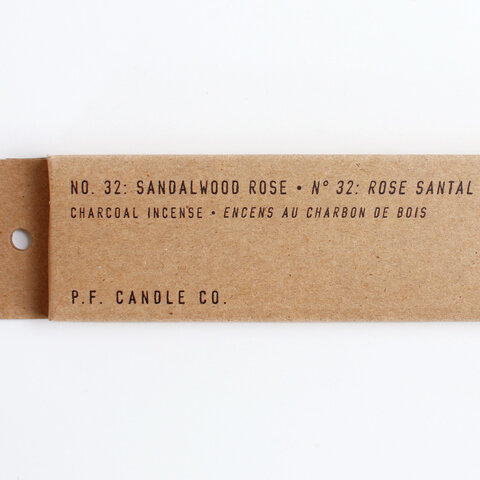 NO. 32: SANDALWOOD ROSE • N° 32: ROSE SANTAL
CHARCOAL INCENSE • ENCENS AU CHARBON DE BOIS
P.F. CANDLE CO.